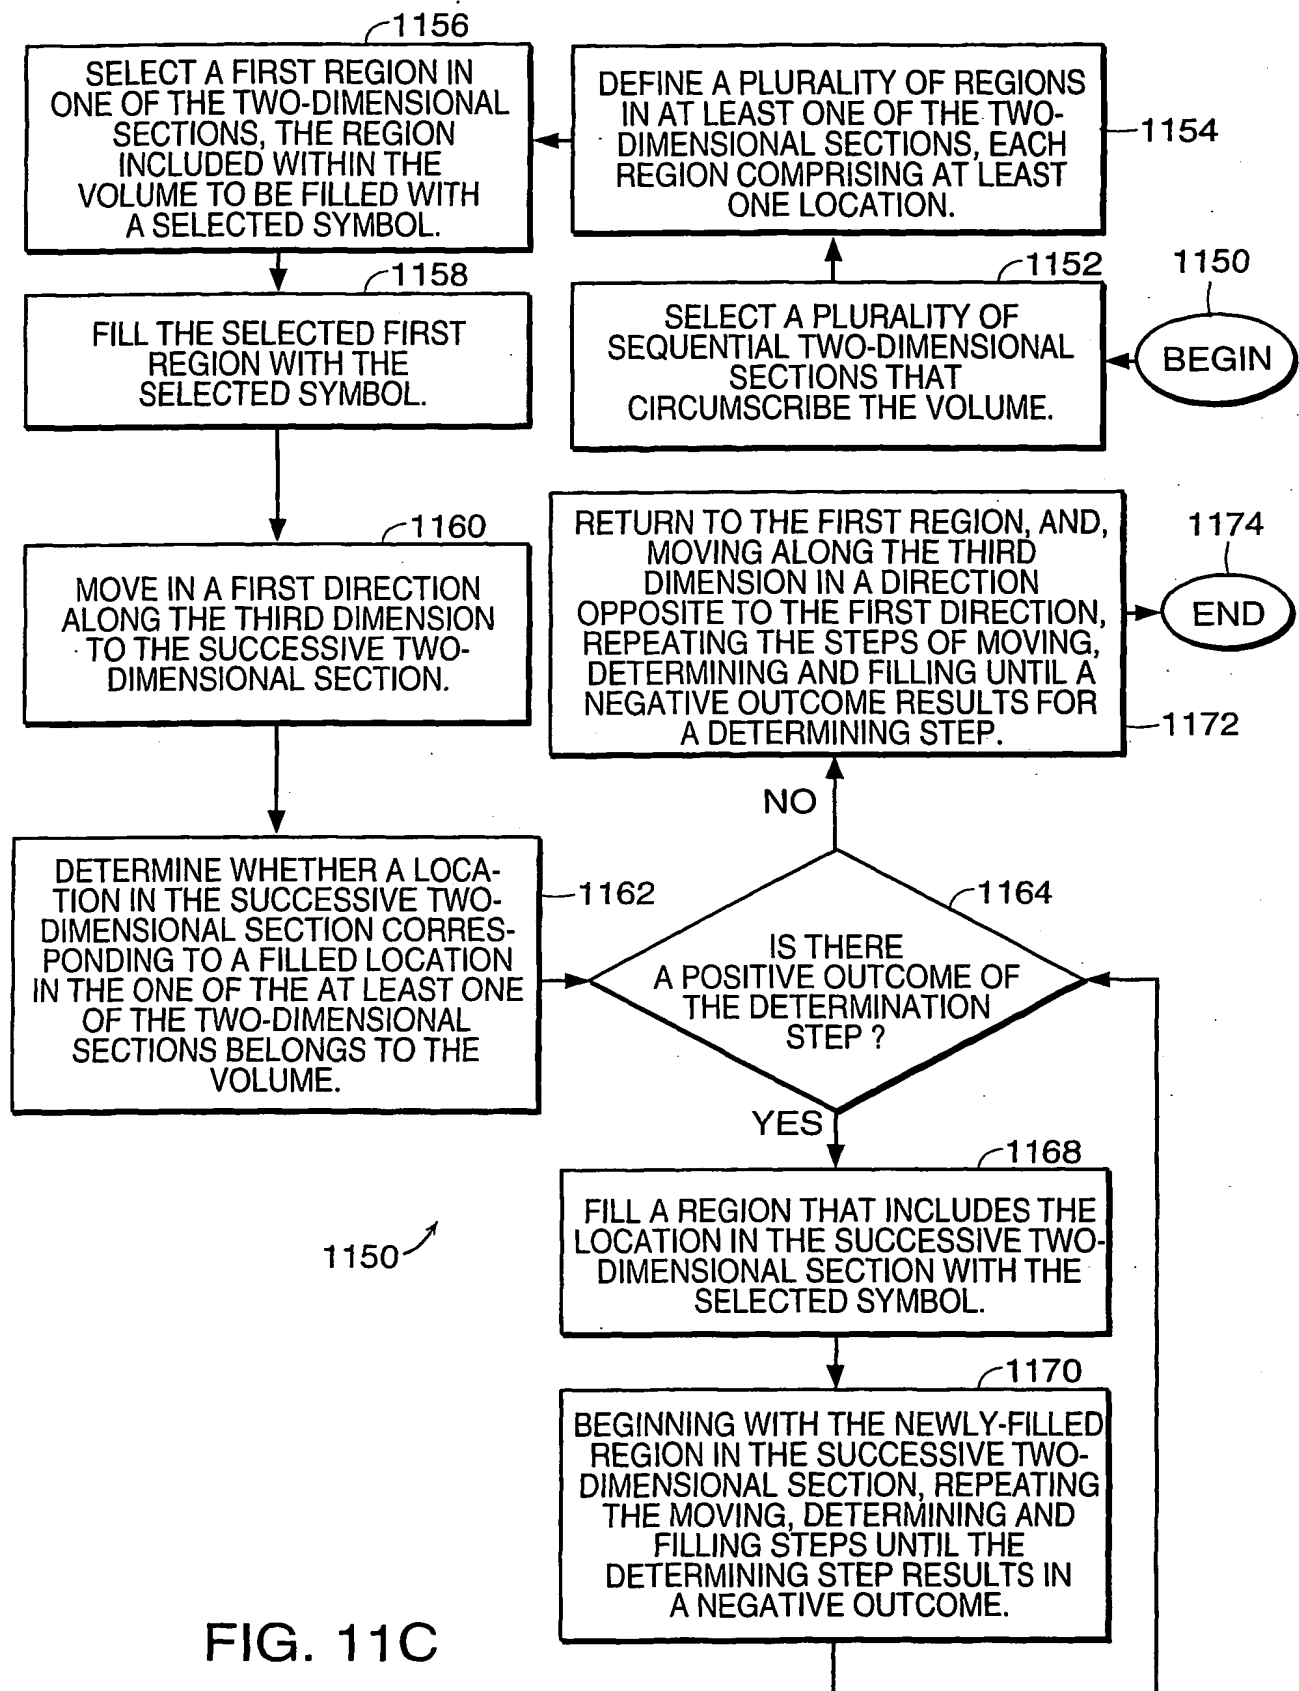 1150
BEGIN
1152
SELECT A PLURALITY OF
SEQUENTIAL TWO-DIMENSIONAL
SECTIONS THAT
CIRCUMSCRIBE THE VOLUME.
1154
DEFINE A PLURALITY OF REGIONS
IN AT LEAST ONE OF THE TWO-
DIMENSIONAL SECTIONS, EACH
REGION COMPRISING AT LEAST
ONE LOCATION.
1156
SELECT A FIRST REGION IN
ONE OF THE TWO-DIMENSIONAL
SECTIONS, THE REGION
INCLUDED WITHIN THE
VOLUME TO BE FILLED WITH
A SELECTED SYMBOL.
1158
FILL THE SELECTED FIRST
REGION WITH THE
SELECTED SYMBOL.
1160
MOVE IN A FIRST DIRECTION
ALONG THE THIRD DIMENSION
TO THE SUCCESSIVE TWO-
DIMENSIONAL SECTION.
1162
DETERMINE WHETHER A LOCA-
TION IN THE SUCCESSIVE TWO-
DIMENSIONAL SECTION CORRES-
PONDING TO A FILLED LOCATION
IN THE ONE OF THE AT LEAST ONE
OF THE TWO-DIMENSIONAL
SECTIONS BELONGS TO THE
VOLUME.
1164
IS THERE
A POSITIVE OUTCOME OF
THE DETERMINATION
STEP ?
NO
RETURN TO THE FIRST REGION, AND,
MOVING ALONG THE THIRD
DIMENSION IN A DIRECTION
OPPOSITE TO THE FIRST DIRECTION,
REPEATING THE STEPS OF MOVING,
DETERMINING AND FILLING UNTIL A
NEGATIVE OUTCOME RESULTS FOR
A DETERMINING STEP.
1172
1174
END
YES
1168
FILL A REGION THAT INCLUDES THE
LOCATION IN THE SUCCESSIVE TWO-
DIMENSIONAL SECTION WITH THE
SELECTED SYMBOL.
1170
BEGINNING WITH THE NEWLY-FILLED
REGION IN THE SUCCESSIVE TWO-
DIMENSIONAL SECTION, REPEATING
THE MOVING, DETERMINING AND
FILLING STEPS UNTIL THE
DETERMINING STEP RESULTS IN
A NEGATIVE OUTCOME.
1150
FIG. 11C